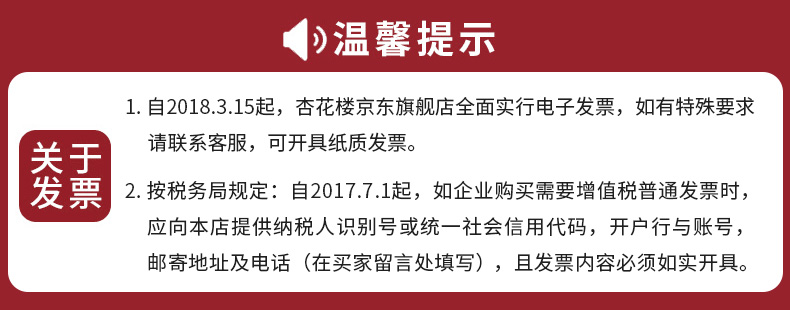 温馨提示
关于
发票
1. 自2018.3.15起，杏花楼京东旗舰店全面实行电子发票，如有特殊要求
请联系客服，可开具纸质发票。
2. 按税务局规定：自2017.7.1起，如企业购买需要增值税普通发票时，
应向本店提供纳税人识别号或统一社会信用代码，开户行与账号，
邮寄地址及电话（在买家留言处填写），且发票内容必须如实开具。